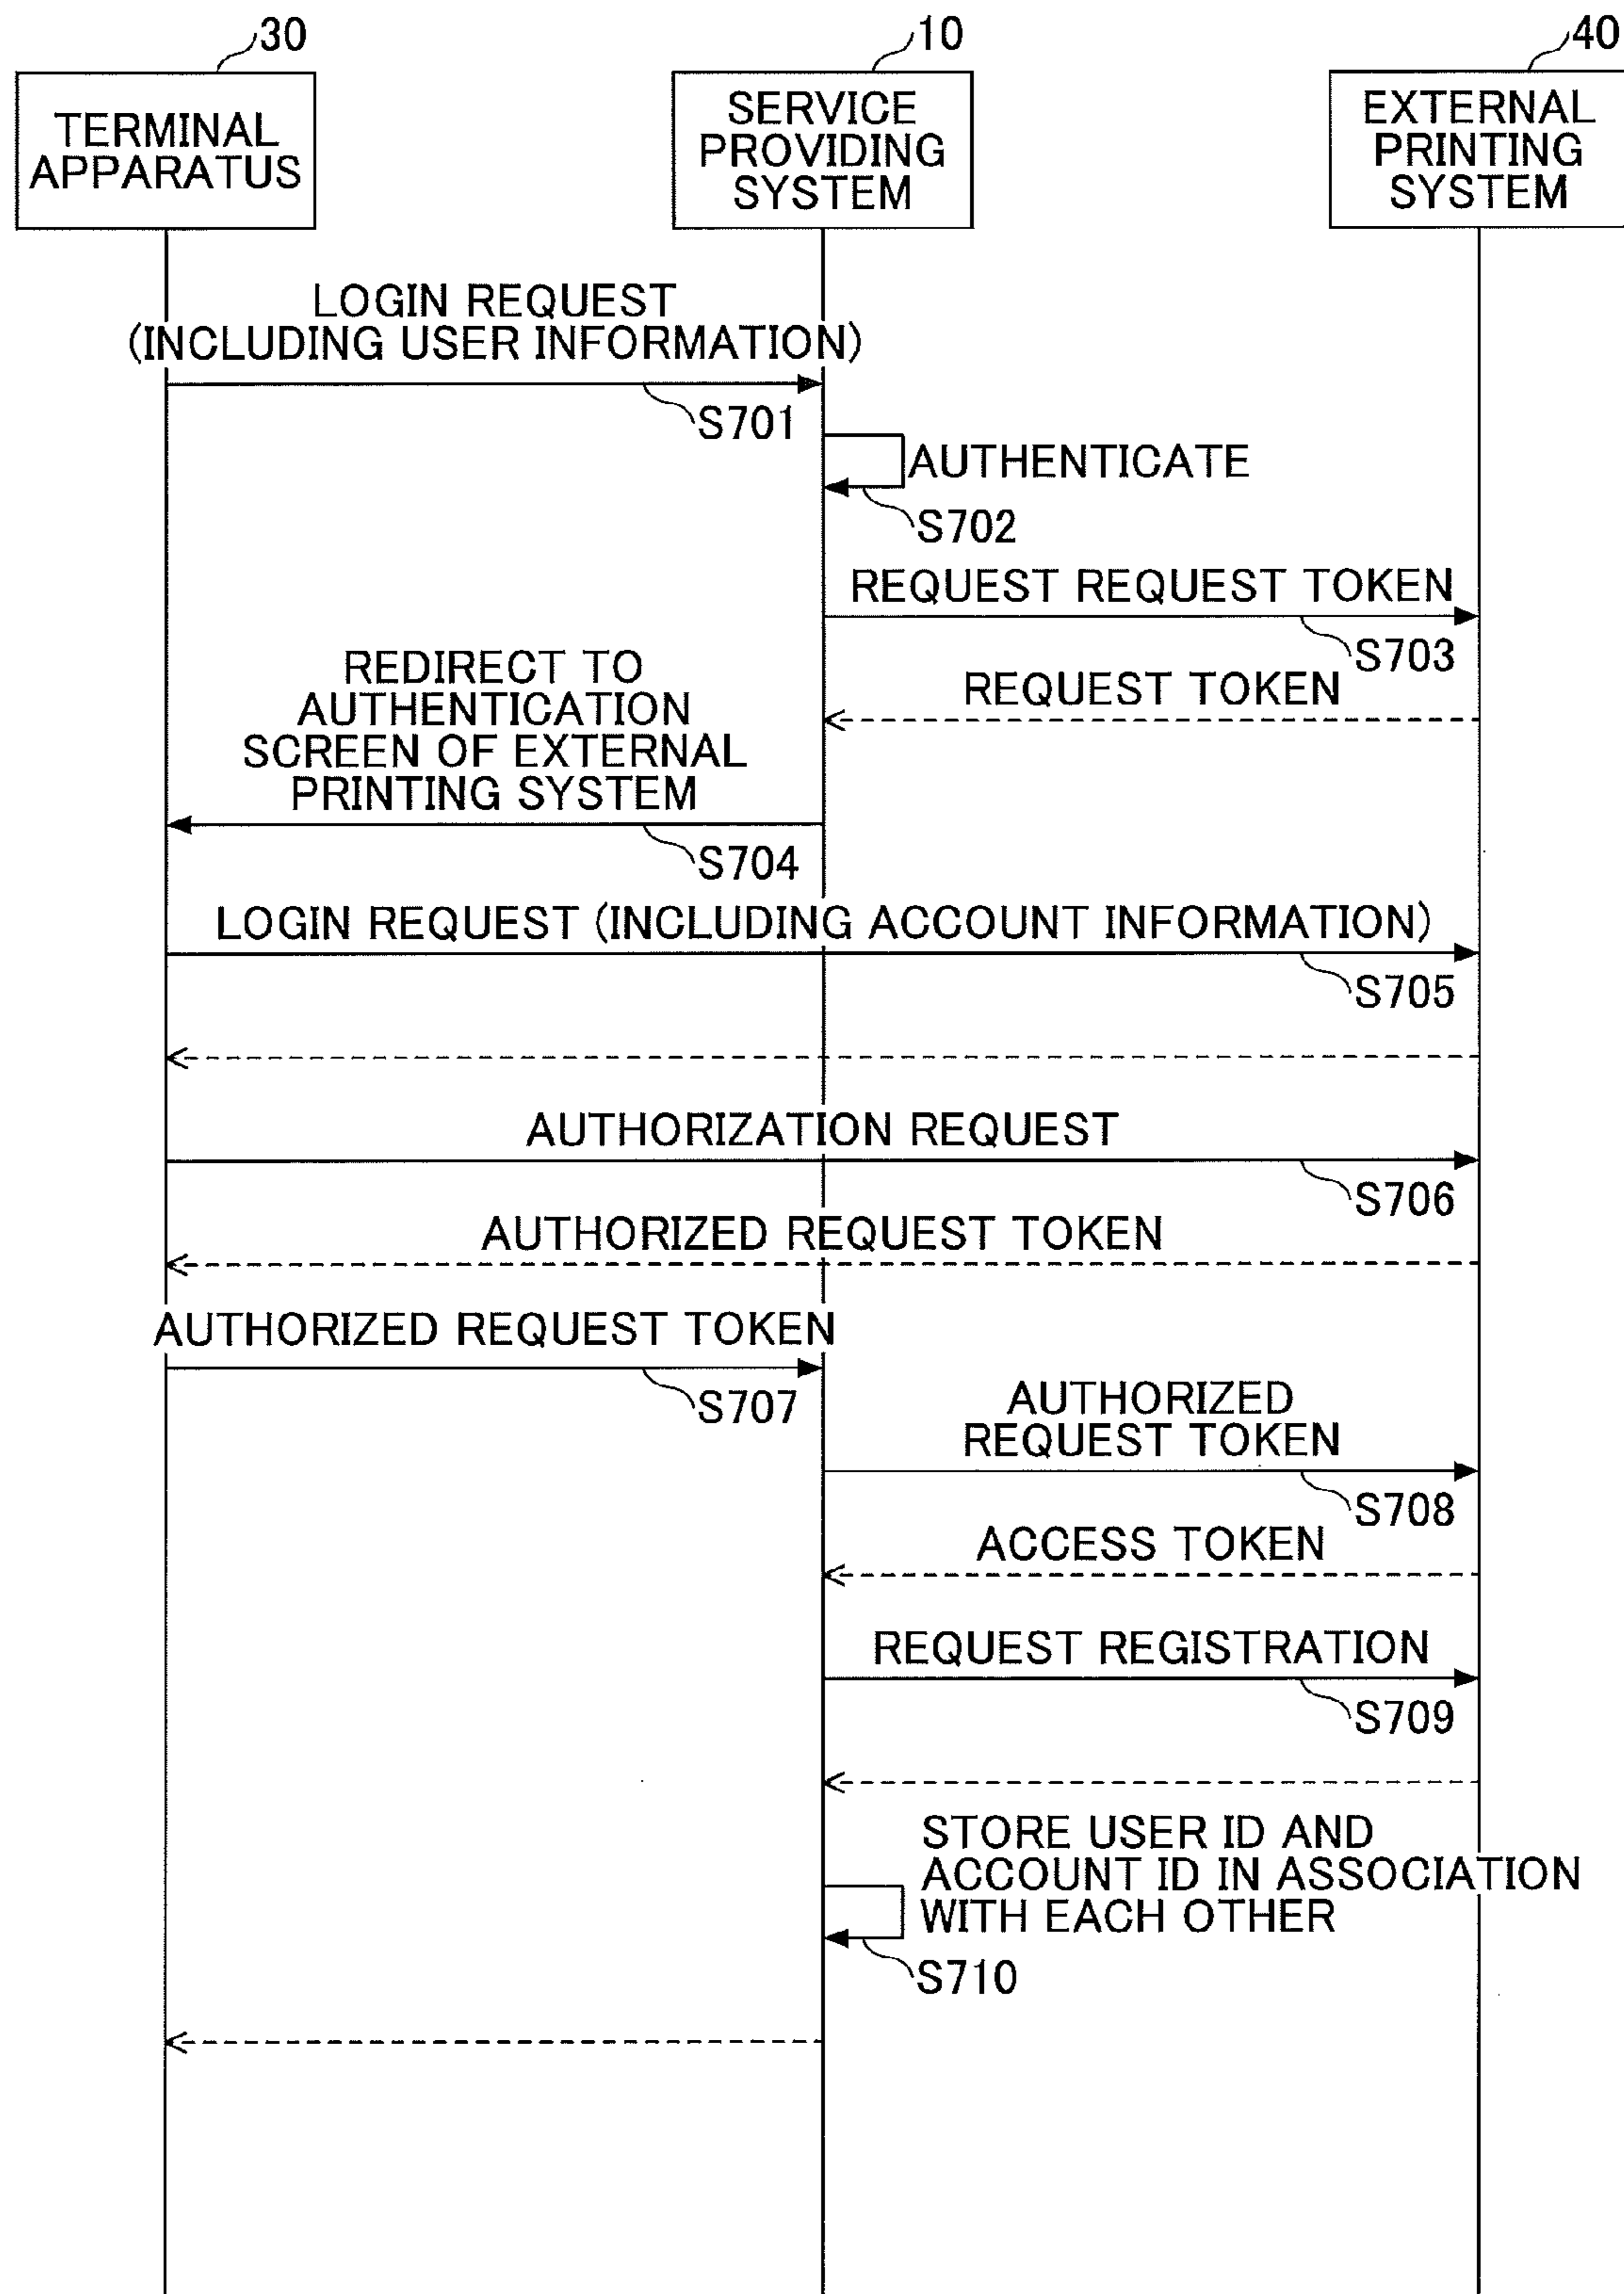 30
10
40
TERMINAL
APPARATUS
SERVICE
PROVIDING
SYSTEM
EXTERNAL
PRINTING
SYSTEM
LOGIN REQUEST
(INCLUDING USER INFORMATION)
S701
AUTHENTICATE
S702
REQUEST REQUEST TOKEN
S703
REQUEST TOKEN
REDIRECT TO
AUTHENTICATION
SCREEN OF EXTERNAL
PRINTING SYSTEM
S704
LOGIN REQUEST (INCLUDING ACCOUNT INFORMATION)
S705
AUTHORIZATION REQUEST
S706
AUTHORIZED REQUEST TOKEN
AUTHORIZED REQUEST TOKEN
S707
AUTHORIZED
REQUEST TOKEN
S708
ACCESS TOKEN
REQUEST REGISTRATION
S709
STORE USER ID AND
ACCOUNT ID IN ASSOCIATION
WITH EACH OTHER
S710